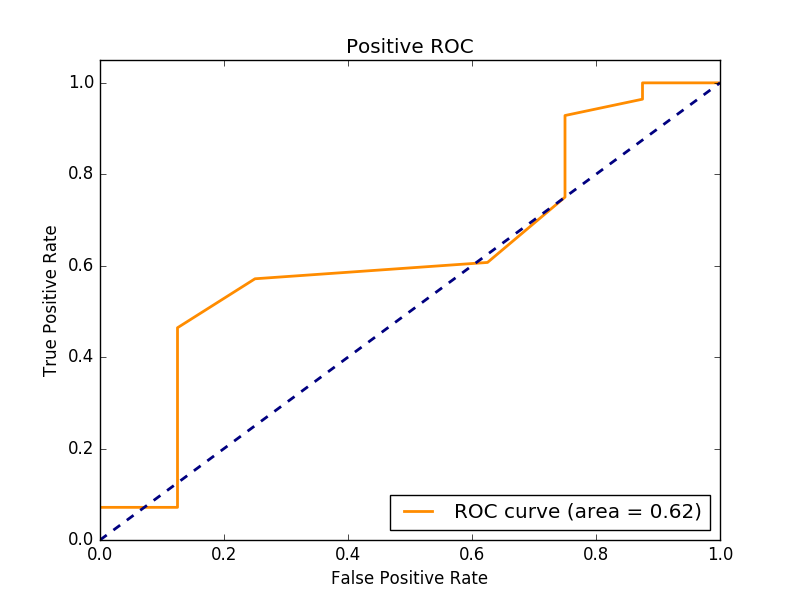 Positive ROC
True Positive Rate
1.0
0.8
0.6
0.4
0.2
0.0
ROC curve (area = 0.62)
0.0 0.2 0.4 0.6 0.8 1.0
False Positive Rate